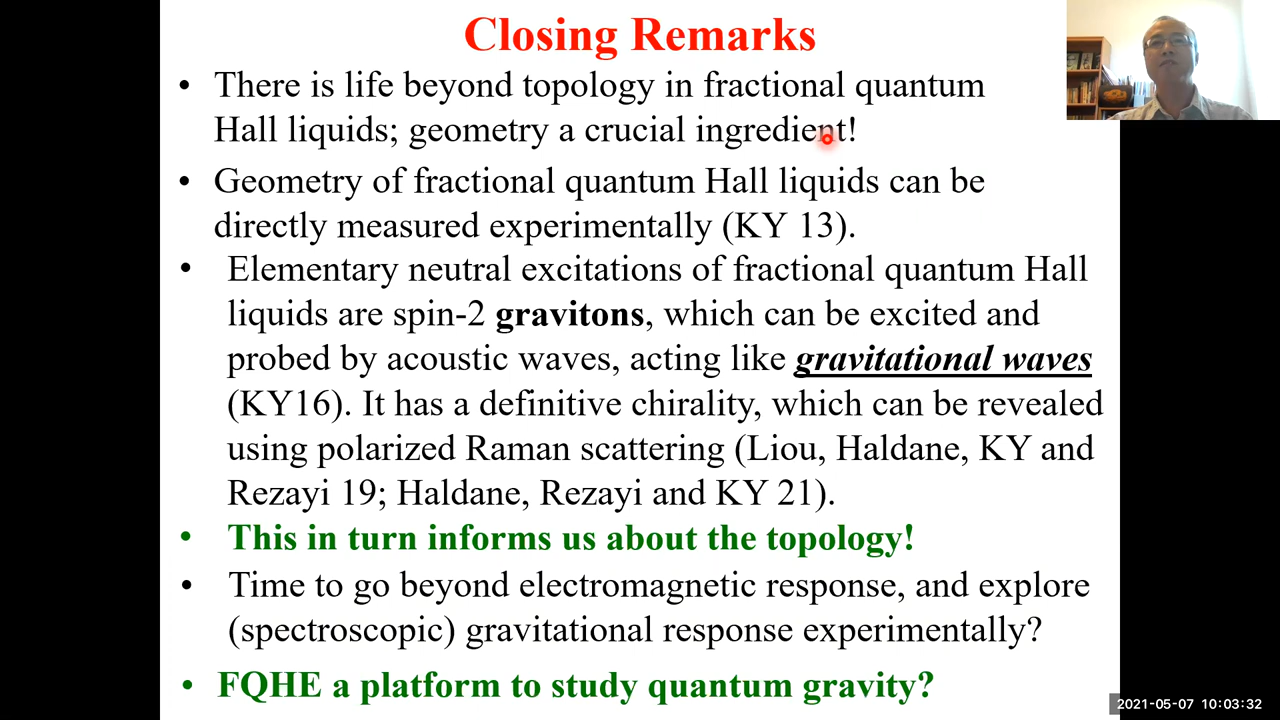 Closing Remarks
• There is life beyond topology in fractional quantum
Hall liquids; geometry a crucial ingredient!
• Geometry of fractional quantum Hall liquids can be
directly measured experimentally (KY 13).
• Elementary neutral excitations of fractional quantum Hall
liquids are spin-2 gravitons, which can be excited and
probed by acoustic waves, acting like gravitational waves
(KY16). It has a definitive chirality, which can be revealed
using polarized Raman scattering (Liou, Haldane, KY and
Rezayi 19; Haldane, Rezayi and KY 21).
• This in turn informs us about the topology!
• Time to go beyond electromagnetic response, and explore
(spectroscopic) gravitational response experimentally?
• FQHE a platform to study quantum gravity?
2021-05-07 10:03:32